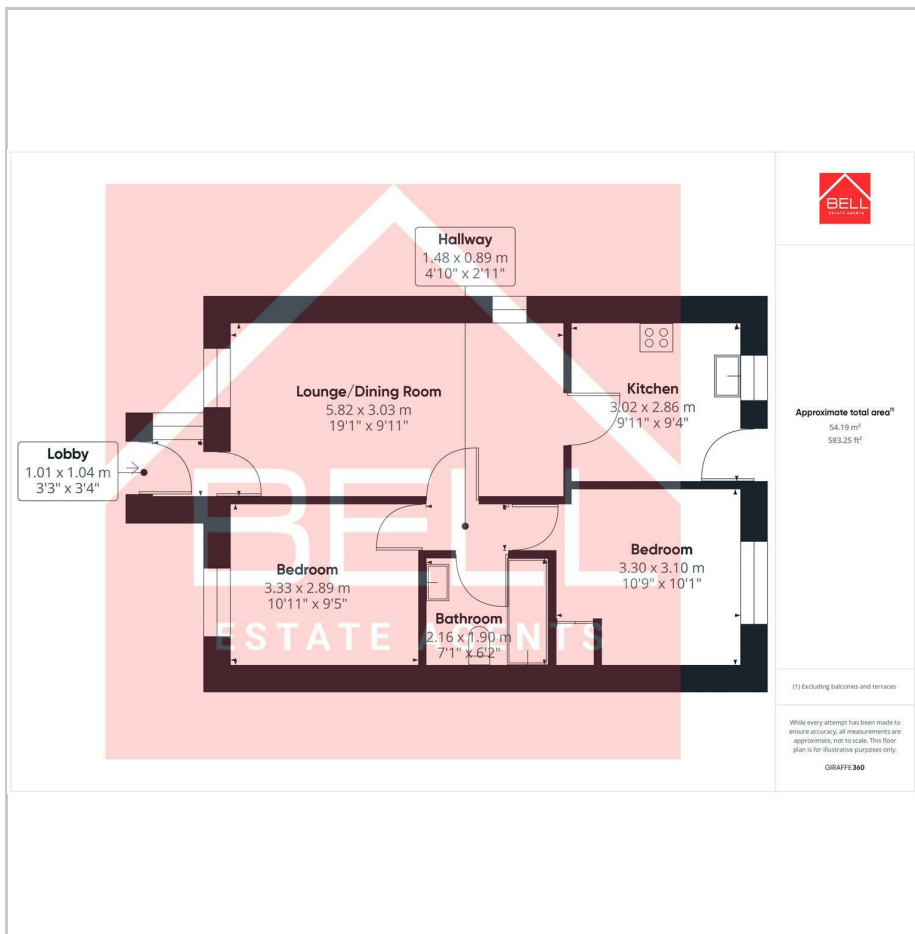 Hallway
1.48 x 0.89 m
4'10" x 2'11"
Lounge/Dining Room
5.82 x 3.03 m
19'1" x 9'11"
Kitchen
3.02 x 2.86 m
9'11" x 9'4"
Lobby
1.01 x 1.04 m
3'3" x 3'4"
Bedroom
3.33 x 2.89 m
10'11" x 9'5"
Bathroom
2.16 x 1.90 m
7'1" x 6'2"
Bedroom
3.30 x 3.10 m
10'9" x 10'1"
BELL
ESTATE AGENTS
BELL
ESTATE AGENTS
Approximate total area⁽¹⁾
54.19 m²
583.25 ft²
(1) Excluding balconies and terraces
While every attempt has been made to
ensure accuracy, all measurements are
approximate, not to scale. This floor
plan is for illustrative purposes only.
GIRAFFE360